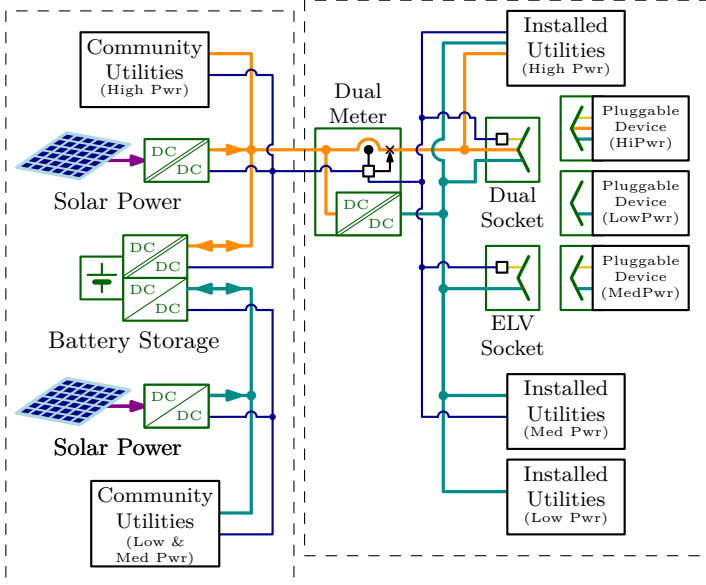 Community
Utilities
(High Pwr)
DC
DC
Solar Power
DC
DC
DC
DC
Battery Storage
DC
DC
Solar Power
Community
Utilities
(Low &
Med Pwr)
Dual
Meter
DC
DC
Installed
Utilities
(High Pwr)
Dual
Socket
Pluggable
Device
(HiPwr)
Pluggable
Device
(LowPwr)
ELV
Socket
Pluggable
Device
(MedPwr)
Installed
Utilities
(Med Pwr)
Installed
Utilities
(Low Pwr)